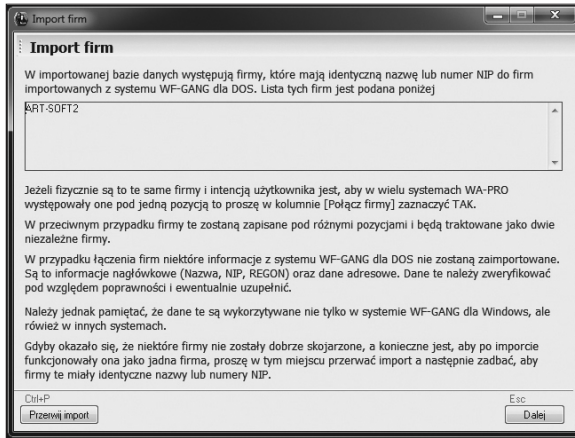 Import firm
Import firm
W importowanej bazie danych występują firmy, które mają identyczną nazwę lub numer NIP do firm
importowanych z systemu WF-GANG dla DOS. Lista tych firm jest podana poniżej
ART-SOFT2
Jeżeli fizycznie są to te same firmy i intencją użytkownika jest, aby w wielu systemach WA-PRO
występowały one pod jedną pozycją to proszę w kolumnie [Połącz firmy] zaznaczyć TAK.
W przeciwnym przypadku firmy te zostaną zapisane pod różnymi pozycjami i będą traktowane jako dwie
niezależne firmy.
W przypadku łączenia firm niektóre informacje z systemu WF-GANG dla DOS nie zostaną zaimportowane.
Są to informacje nagłówkowe (Nazwa, NIP, REGON) oraz dane adresowe. Dane te należy zweryfikować
pod względem poprawności i ewentualnie uzupełnić.
Należy jednak pamiętać, że dane te są wykorzytywane nie tylko w systemie WF-GANG dla Windows, ale
rówież w innych systemach.
Gdyby okazało się, że niektóre firmy nie zostały dobrze skojarzone, a konieczne jest, aby po imporcie
funkcjonowały ona jako jadna firma, proszę w tym miejscu przerwać import a następnie zadbać, aby
firmy te miały identyczne nazwy lub numery NIP.
Ctrl+P
Esc
Przerwij import
Dalej